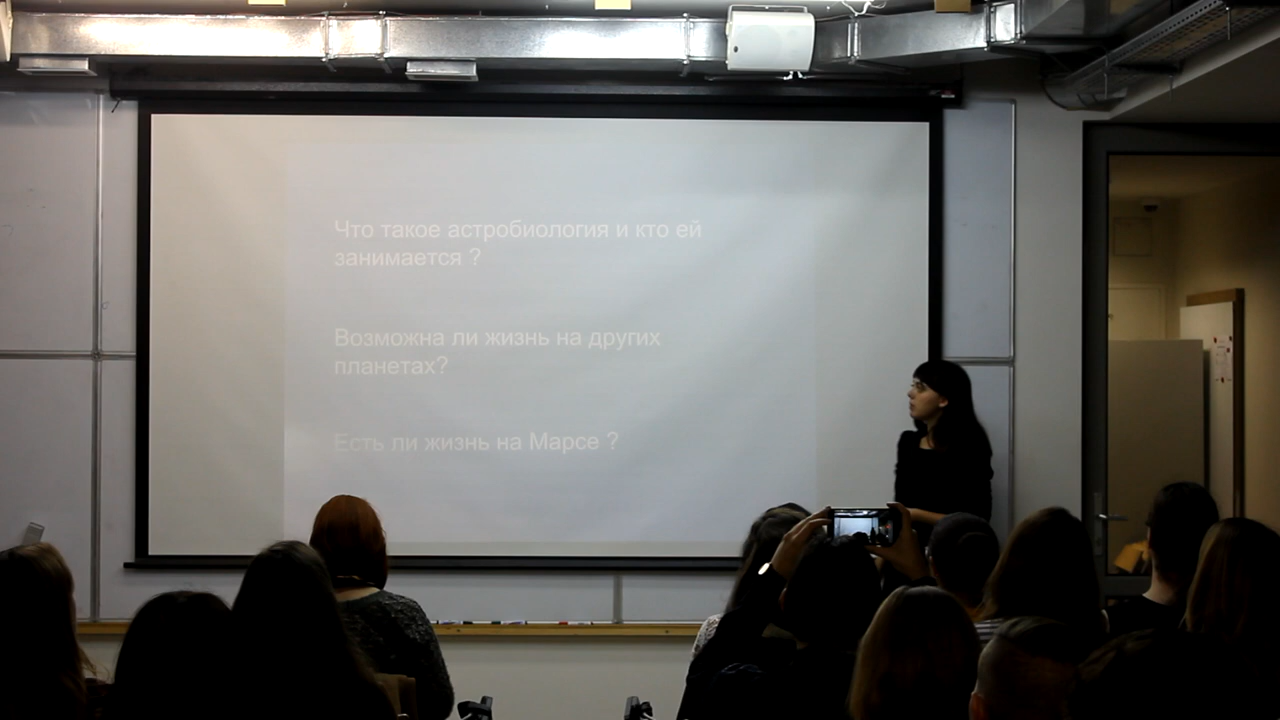 Что такое астробиология и кто ей
занимается ?
Возможна ли жизнь на других
планетах?
Есть ли жизнь на Марсе ?